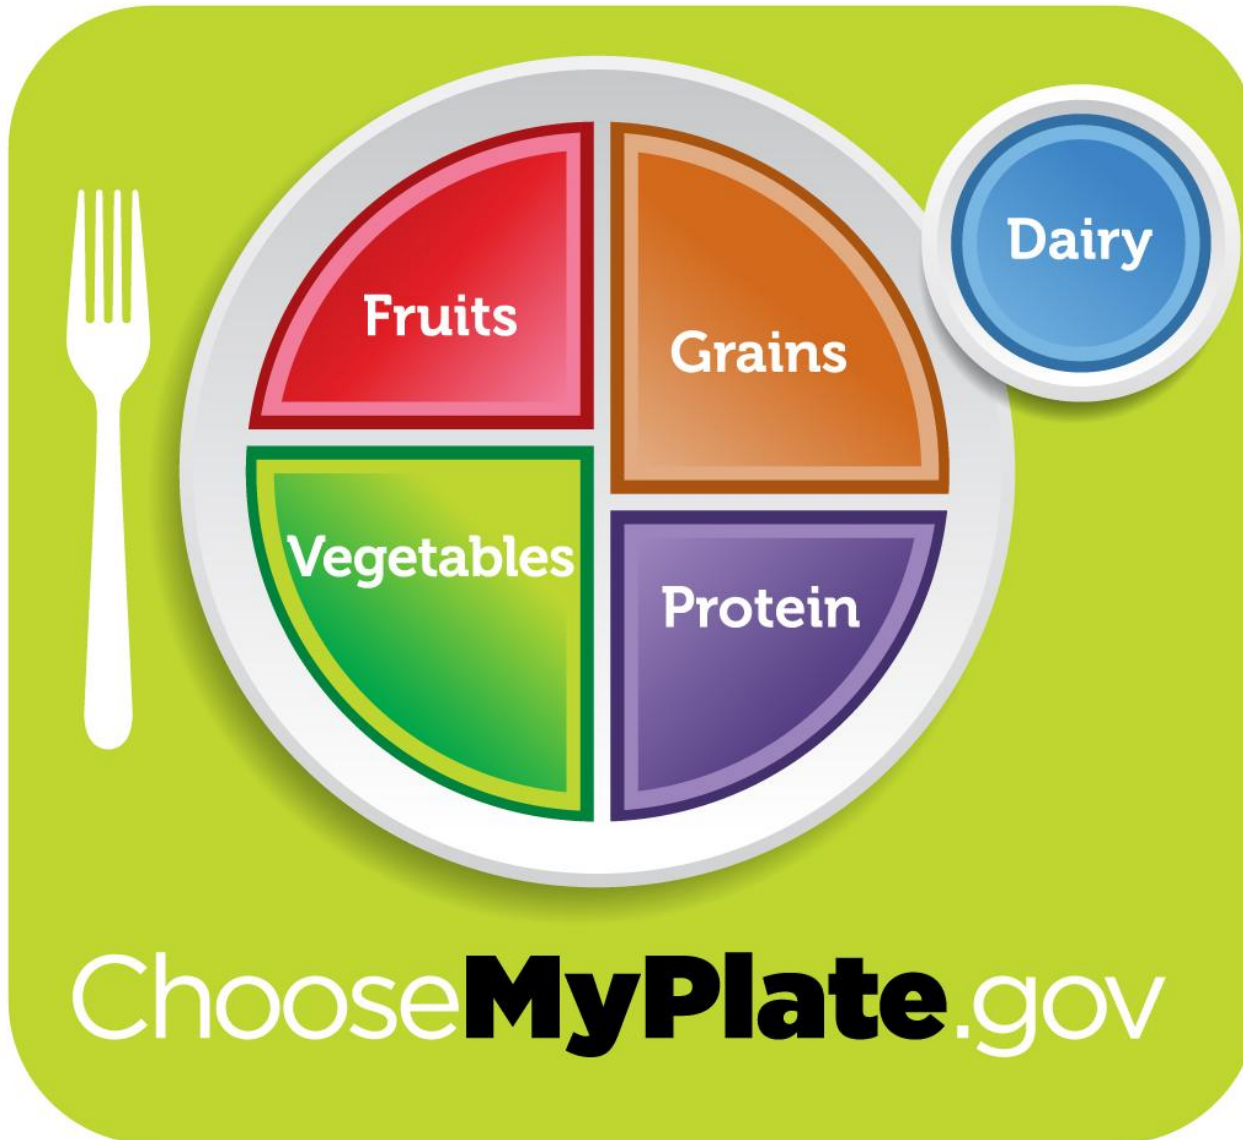 Fruits
Grains
Dairy
Vegetables
Protein
ChooseMyPlate.gov